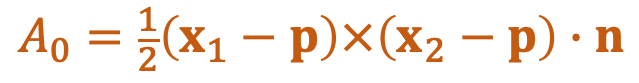 A₀ = ½(𝐱₁ − 𝐩)×(𝐱₂ − 𝐩) · 𝐧